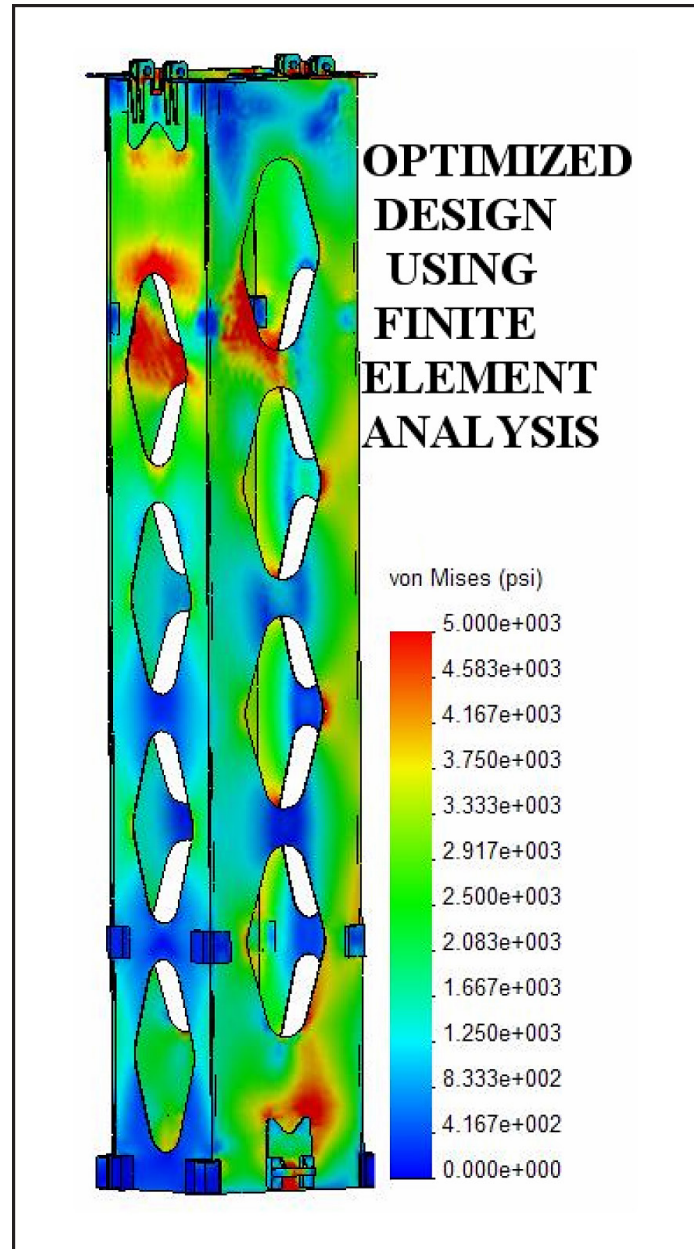 OPTIMIZED
DESIGN
USING
FINITE
ELEMENT
ANALYSIS
von Mises (psi)
5.000e+003
4.583e+003
4.167e+003
3.750e+003
3.333e+003
2.917e+003
2.500e+003
2.083e+003
1.667e+003
1.250e+003
8.333e+002
4.167e+002
0.000e+000